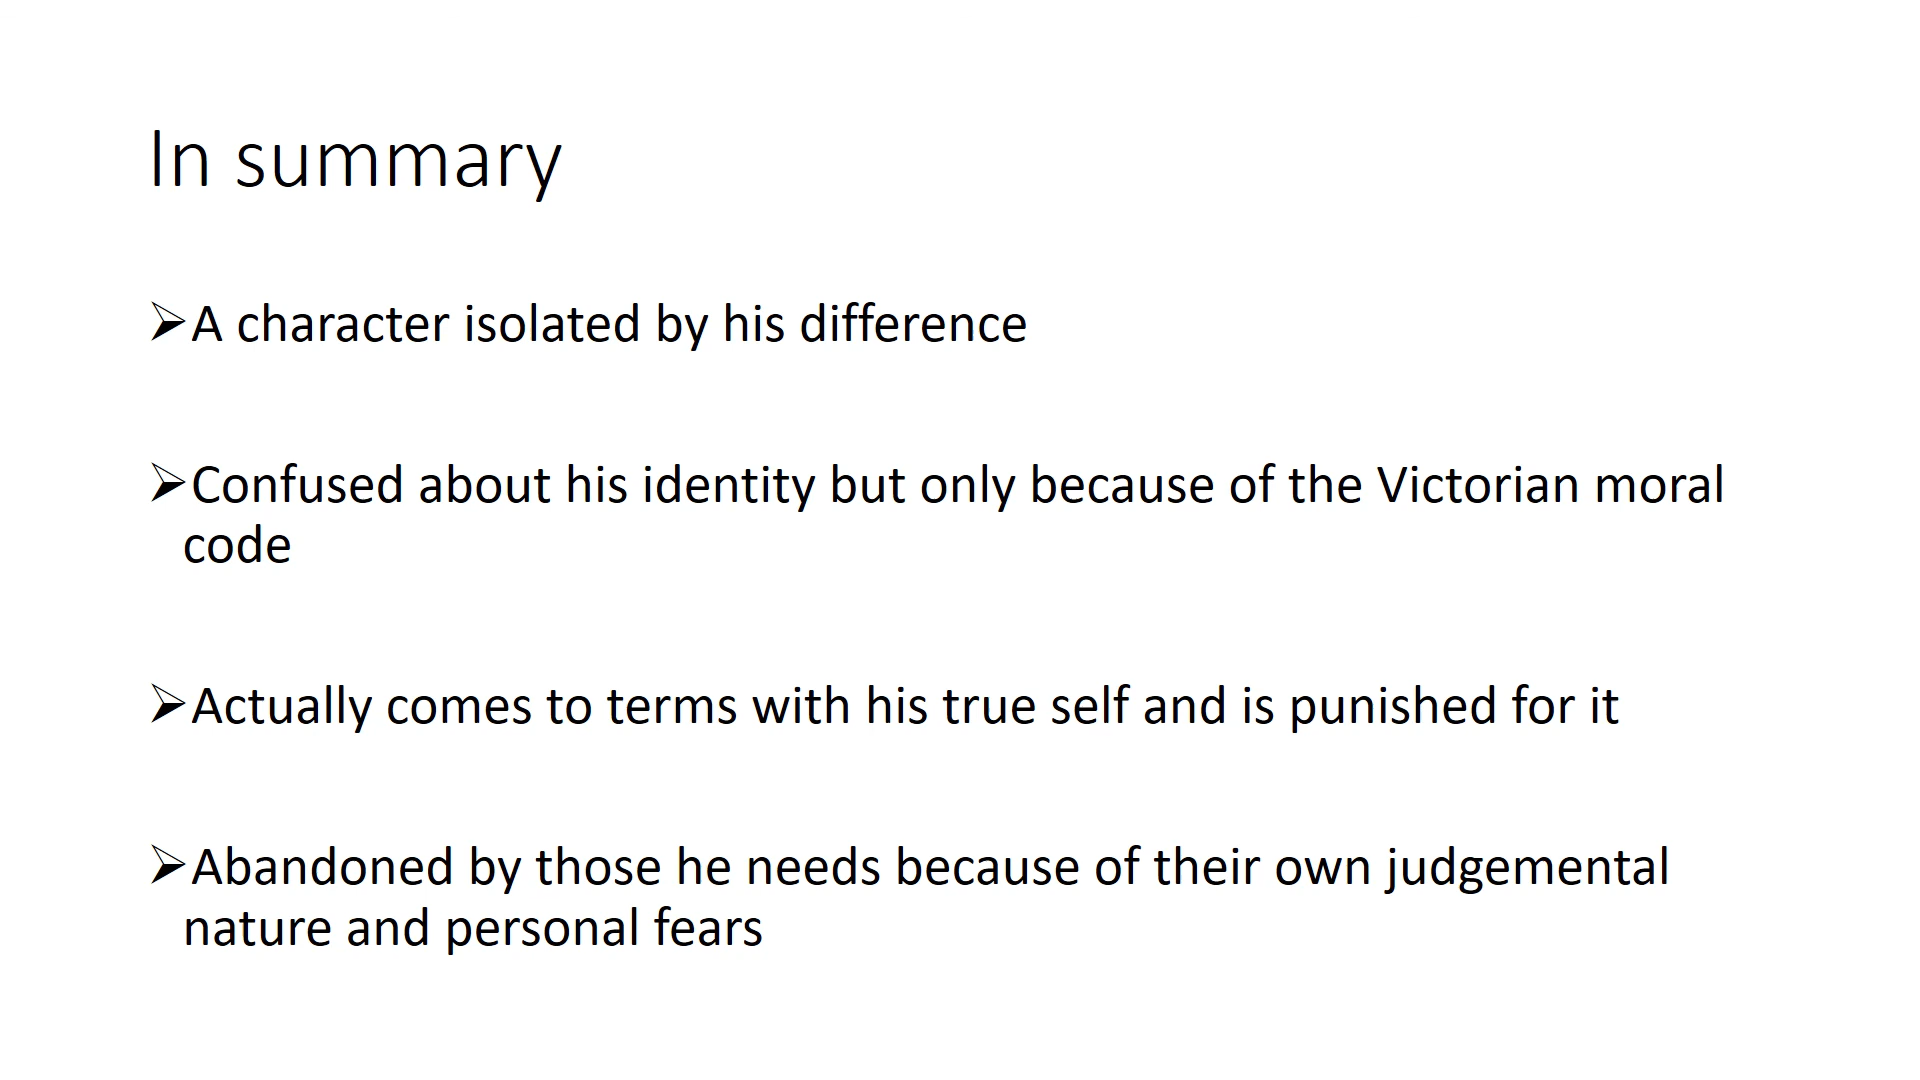 In summary
➢A character isolated by his difference
➢Confused about his identity but only because of the Victorian moral
code
➢Actually comes to terms with his true self and is punished for it
➢Abandoned by those he needs because of their own judgemental
nature and personal fears